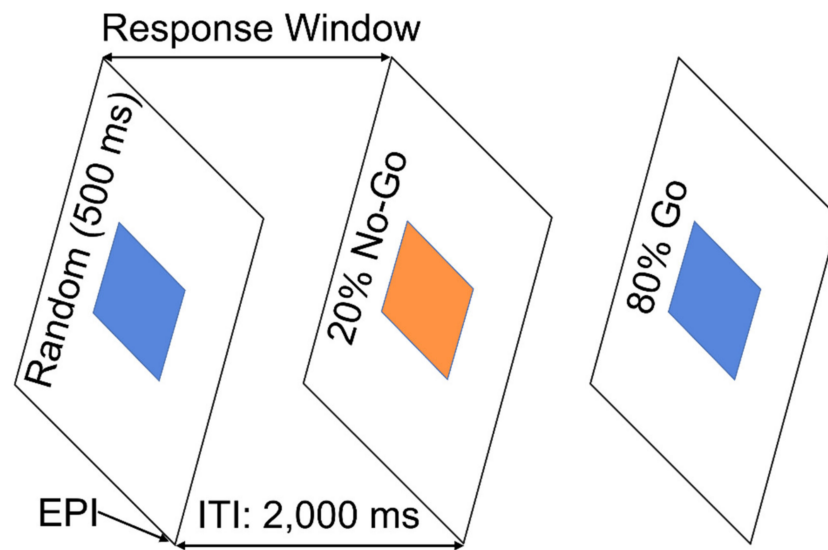 Response Window
Random (500 ms)
20% No-Go
80% Go
EPI
ITI: 2,000 ms